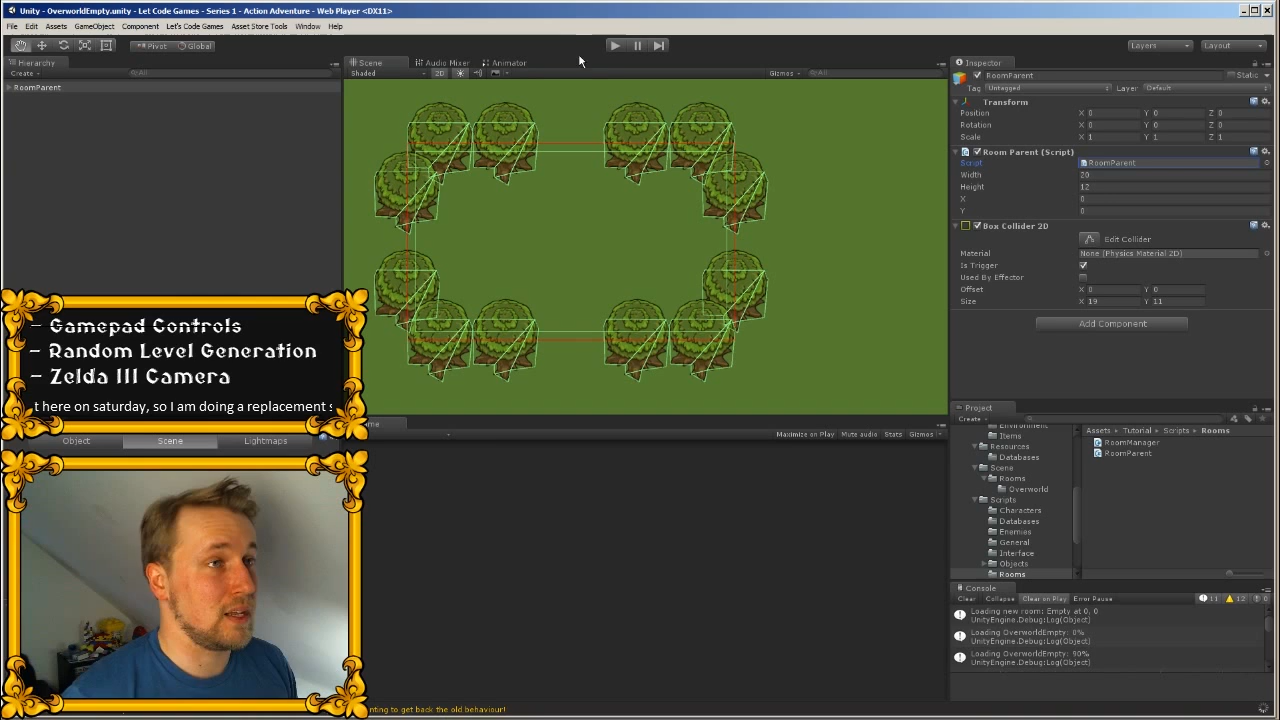 Unity - OverworldEmpty.unity - Let Code Games - Series 1 - Action Adventure - Web Player <DX11>
File Edit Assets GameObject Component Let's Code Games Asset Store Tools Window Help
Pivot Global Layers Layout
Hierarchy
Create All
RoomParent
Scene Audio Mixer Animator
Shaded 2D Gizmos All
Inspector
RoomParent Static
Tag Untagged Layer Default
Transform
Position X 0 Y 0 Z 0
Rotation X 0 Y 0 Z 0
Scale X 1 Y 1 Z 1
Room Parent (Script)
Script RoomParent
Width 20
Height 12
X 0
Y 0
Box Collider 2D
Edit Collider
Material None (Physics Material 2D)
Is Trigger
Used By Effector
Offset X 0 Y 0
Size X 19 Y 11
Add Component
- Gamepad Controls
- Random Level Generation
- Zelda III Camera
t here on saturday, so I am doing a replacement s
Object Scene Lightmaps
Maximize on Play Mute audio Stats Gizmos
Project
Create
Environment
Items
Resources
Databases
Scene
Rooms
Overworld
Scripts
Characters
Databases
Enemies
General
Interface
Objects
Rooms
Assets Tutorial Scripts Rooms
RoomManager
RoomParent
Console
Clear Collapse Clear on Play Error Pause 11 12 0
Loading new room: Empty at 0, 0
UnityEngine.Debug:Log(Object)
Loading OverworldEmpty: 0%
UnityEngine.Debug:Log(Object)
Loading OverworldEmpty: 90%
UnityEngine.Debug:Log(Object)
nting to get back the old behaviour!